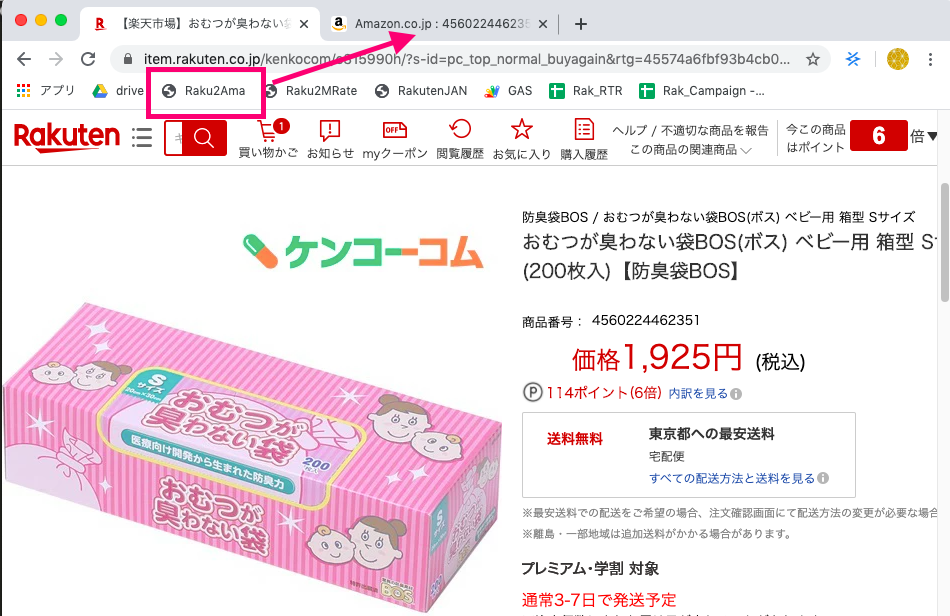 【楽天市場】おむつが臭わない
Amazon.co.jp : 4560224462351
item.rakuten.co.jp/kenkocom/e315990h/?s-id=pc_top_normal_buyagain&rtg=45574a6fbf93b4cb0...
アプリ
drive
Raku2Ama
Raku2MRate
RakutenJAN
GAS
Rak_RTR
Rak_Campaign -...
Rakuten
キ
1
買い物かご
お知らせ
OFF
myクーポン
閲覧履歴
お気に入り
購入履歴
ヘルプ / 不適切な商品を報告
この商品の関連商品
今この商品
はポイント
6
倍▼
ケンコーコム
防臭袋BOS / おむつが臭わない袋BOS(ボス) ベビー用 箱型 Sサイズ
おむつが臭わない袋BOS(ボス) ベビー用 箱型 S
(200枚入)【防臭袋BOS】
商品番号： 4560224462351
価格1,925円 (税込)
P 114ポイント(6倍) 内訳を見る
送料無料
東京都への最安送料
宅配便
すべての配送方法と送料を見る
※最安送料での配送をご希望の場合、注文確認画面にて配送方法の変更が必要な場合
※離島・一部地域は追加送料がかかる場合があります。
プレミアム・学割 対象
通常3-7日で発送予定
S
サイズ
20cm×30cm
おむつが
臭わない袋
医療向け開発から生まれた防臭力
200
枚入
おむつが
臭わない袋
BOS